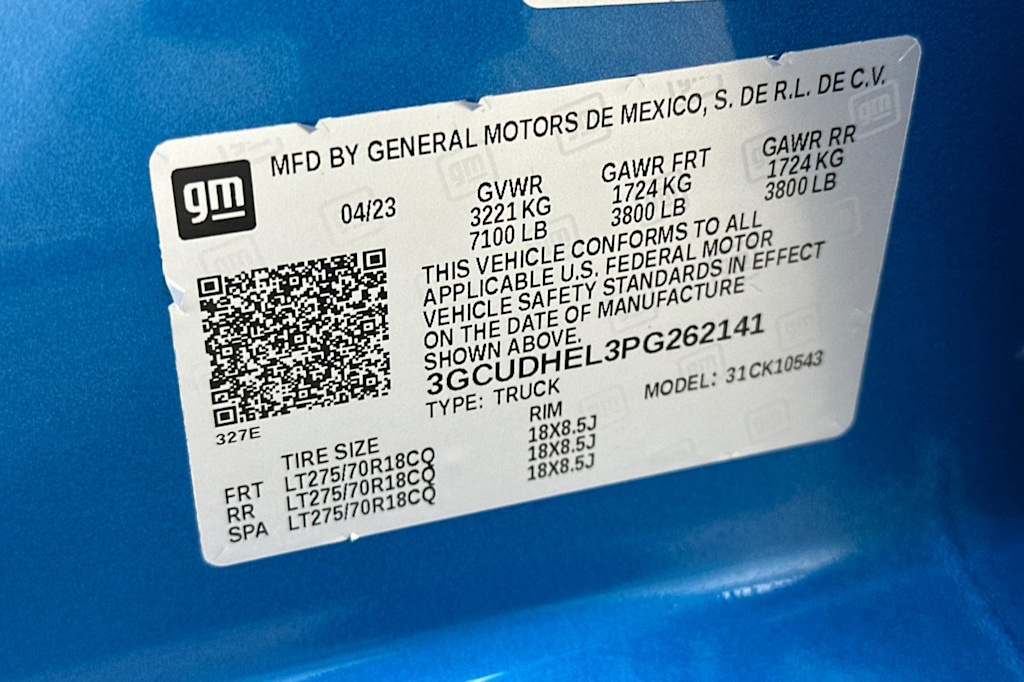 gm
MFD BY GENERAL MOTORS DE MEXICO, S. DE R.L. DE C.V.
04/23
GVWR
3221 KG
7100 LB
GAWR FRT
1724 KG
3800 LB
GAWR RR
1724 KG
3800 LB
THIS VEHICLE CONFORMS TO ALL
APPLICABLE U.S. FEDERAL MOTOR
VEHICLE SAFETY STANDARDS IN EFFECT
ON THE DATE OF MANUFACTURE
SHOWN ABOVE.
3GCUDHEL3PG262141
TYPE: TRUCK
MODEL: 31CK10543
327E
TIRE SIZE
RIM
FRT LT275/70R18CQ 18X8.5J
RR LT275/70R18CQ 18X8.5J
SPA LT275/70R18CQ 18X8.5J